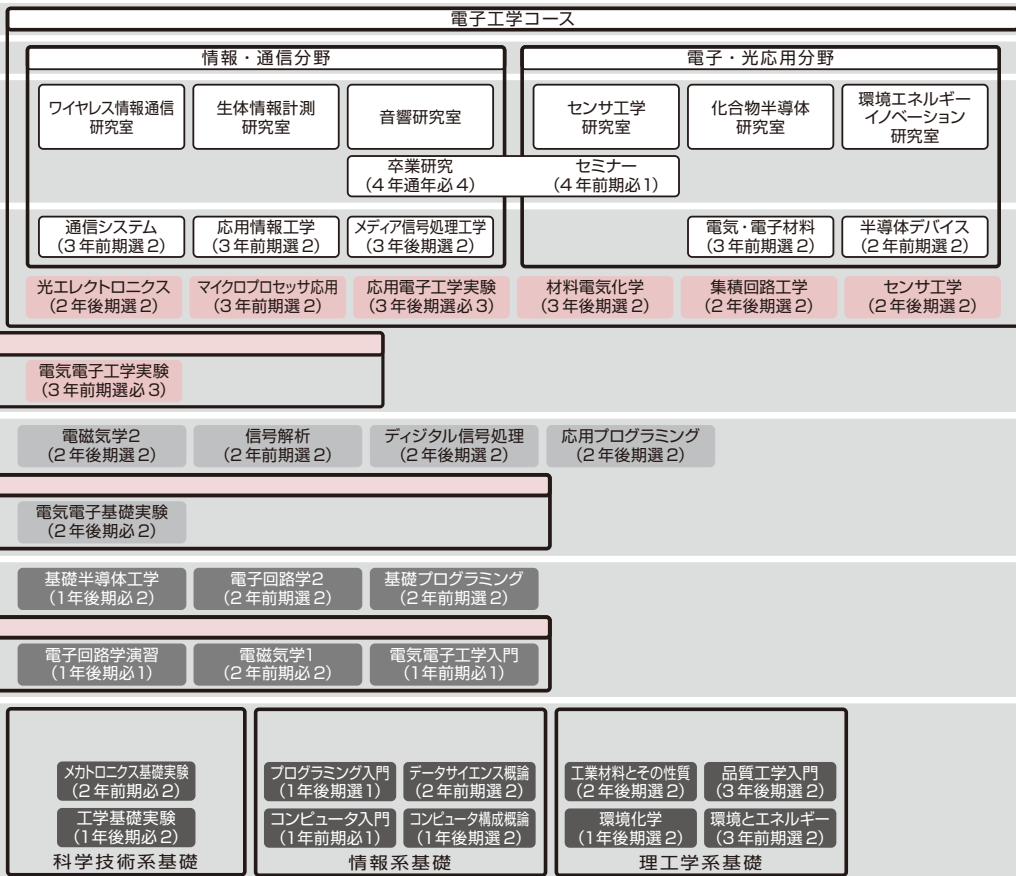 電子工学コース
情報・通信分野
電子・光応用分野
ワイヤレス情報通信
研究室
生体情報計測
研究室
音響研究室
センサ工学
研究室
化合物半導体
研究室
環境エネルギー
イノベーション
研究室
卒業研究
(4年通年必4)
セミナー
(4年前期必1)
通信システム
(3年前期選2)
応用情報工学
(3年前期選2)
メディア信号処理工学
(3年後期選2)
電気・電子材料
(3年前期選2)
半導体デバイス
(2年前期選2)
光エレクトロニクス
(2年後期選2)
マイクロプロセッサ応用
(3年前期選2)
応用電子工学実験
(3年後期選必3)
材料電気化学
(3年後期選2)
集積回路工学
(2年後期選2)
センサ工学
(2年後期選2)
電気電子工学実験
(3年前期選必3)
電磁気学2
(2年後期選2)
信号解析
(2年前期選2)
ディジタル信号処理
(2年後期選2)
応用プログラミング
(2年後期選2)
電気電子基礎実験
(2年後期必2)
基礎半導体工学
(1年後期必2)
電子回路学2
(2年前期選2)
基礎プログラミング
(2年前期選2)
電子回路学演習
(1年後期必1)
電磁気学1
(2年前期必2)
電気電子工学入門
(1年前期必1)
メカトロニクス基礎実験
(2年前期必2)
工学基礎実験
(1年後期必2)
科学技術系基礎
プログラミング入門
(1年後期選1)
データサイエンス概論
(2年前期選2)
コンピュータ入門
(1年前期必1)
コンピュータ構成概論
(1年後期選2)
情報系基礎
工業材料とその性質
(2年後期選2)
品質工学入門
(3年後期選2)
環境化学
(1年後期選2)
環境とエネルギー
(3年前期選2)
理工学系基礎